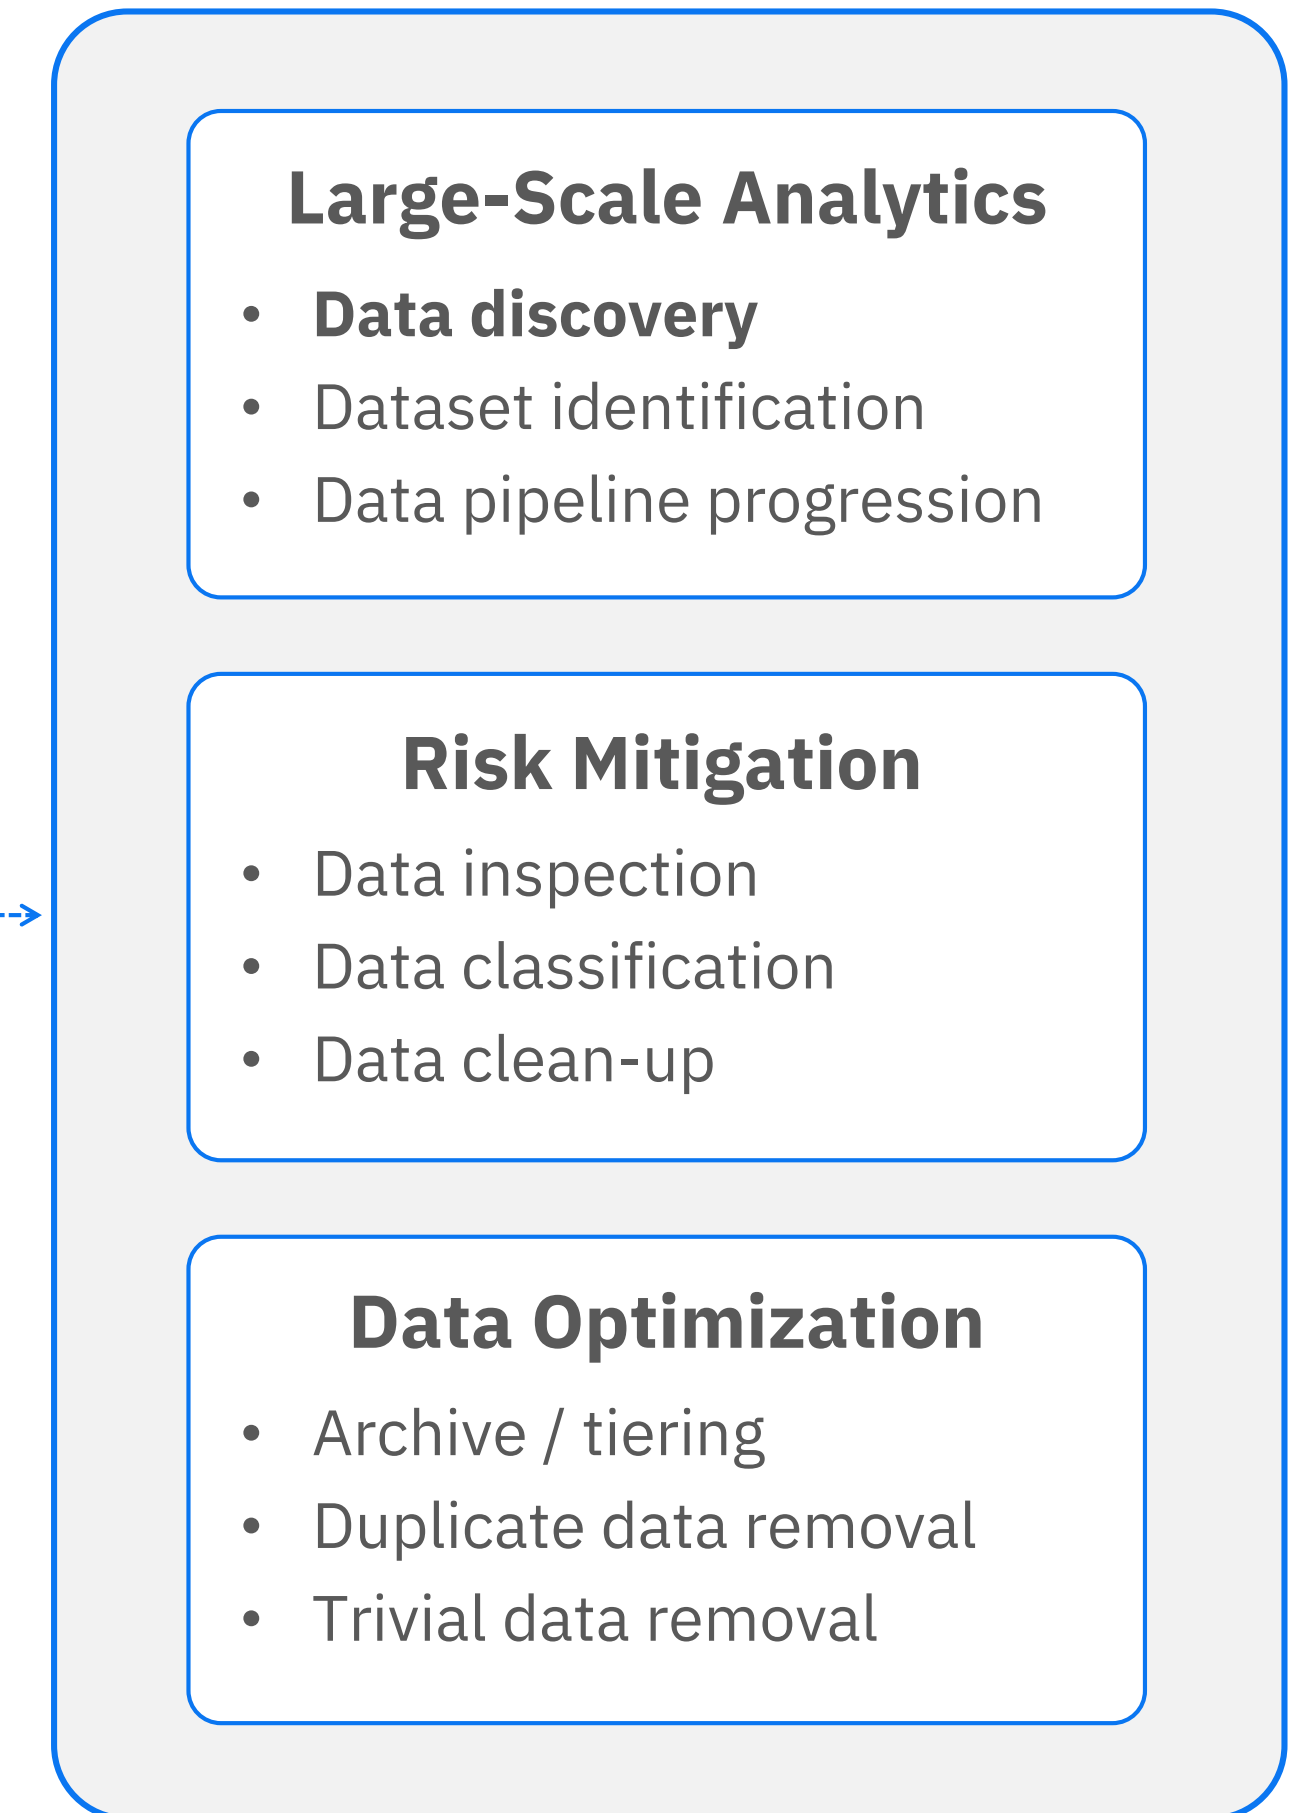 Large-Scale Analytics
• Data discovery
• Dataset identification
• Data pipeline progression
Risk Mitigation
• Data inspection
• Data classification
• Data clean-up
Data Optimization
• Archive / tiering
• Duplicate data removal
• Trivial data removal